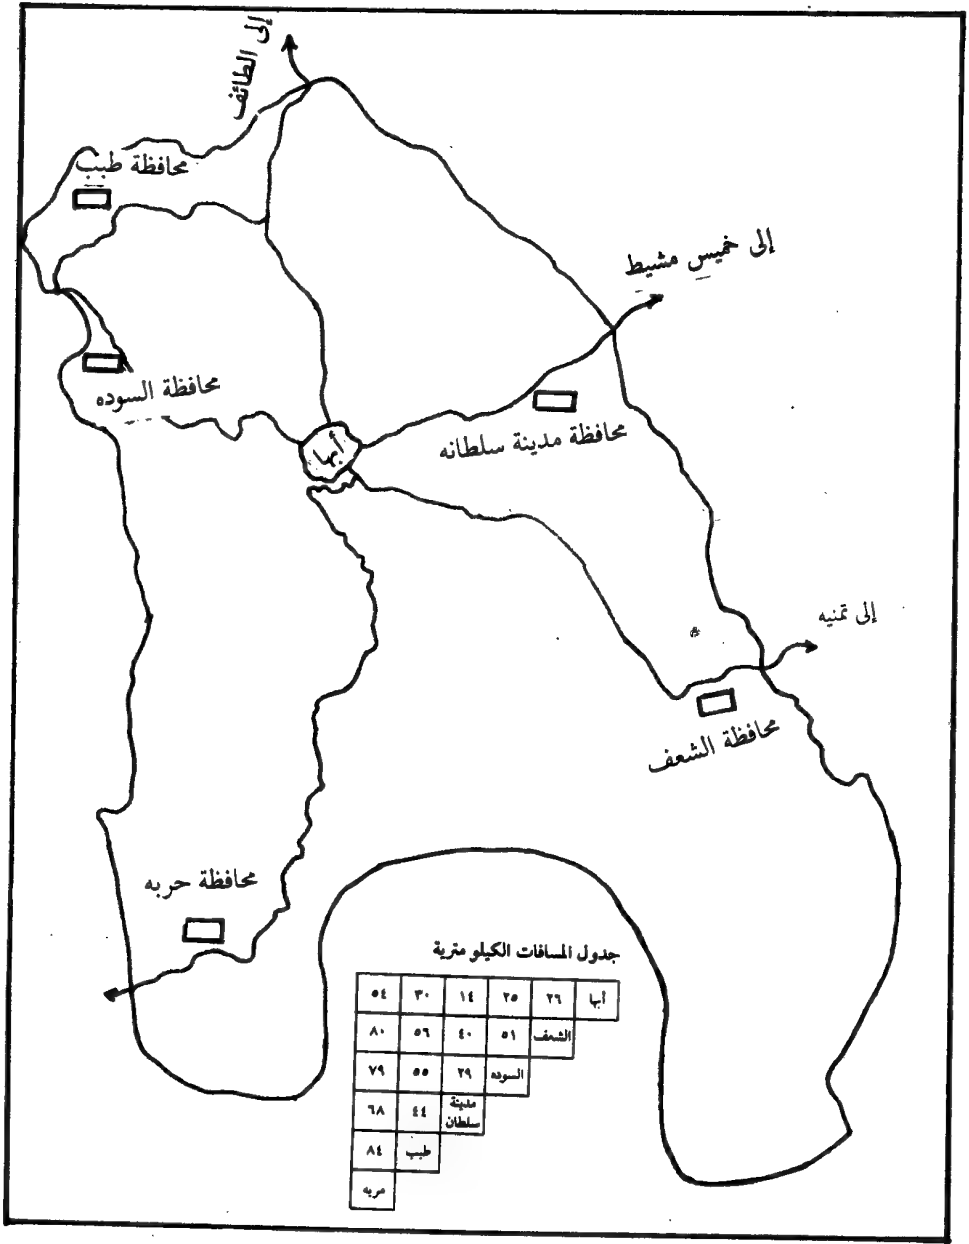 إلى الطائف
محافظة طبب
إلى خميس مشيط
محافظة السوده
أبها
محافظة مدينة سلطانه
إلى تمنيه
محافظة الشعف
محافظة حربه
جدول المسافات الكيلو مترية
أبها ٢٦ ٢٥ ١٤ ٣٠ ٥٤
الشعف ٥١ ٤٠ ٥٦ ٨٠
السوده ٢٩ ٥٥ ٧٩
مدينة سلطان ٤٤ ٦٨
طبب ٨٤
مربه